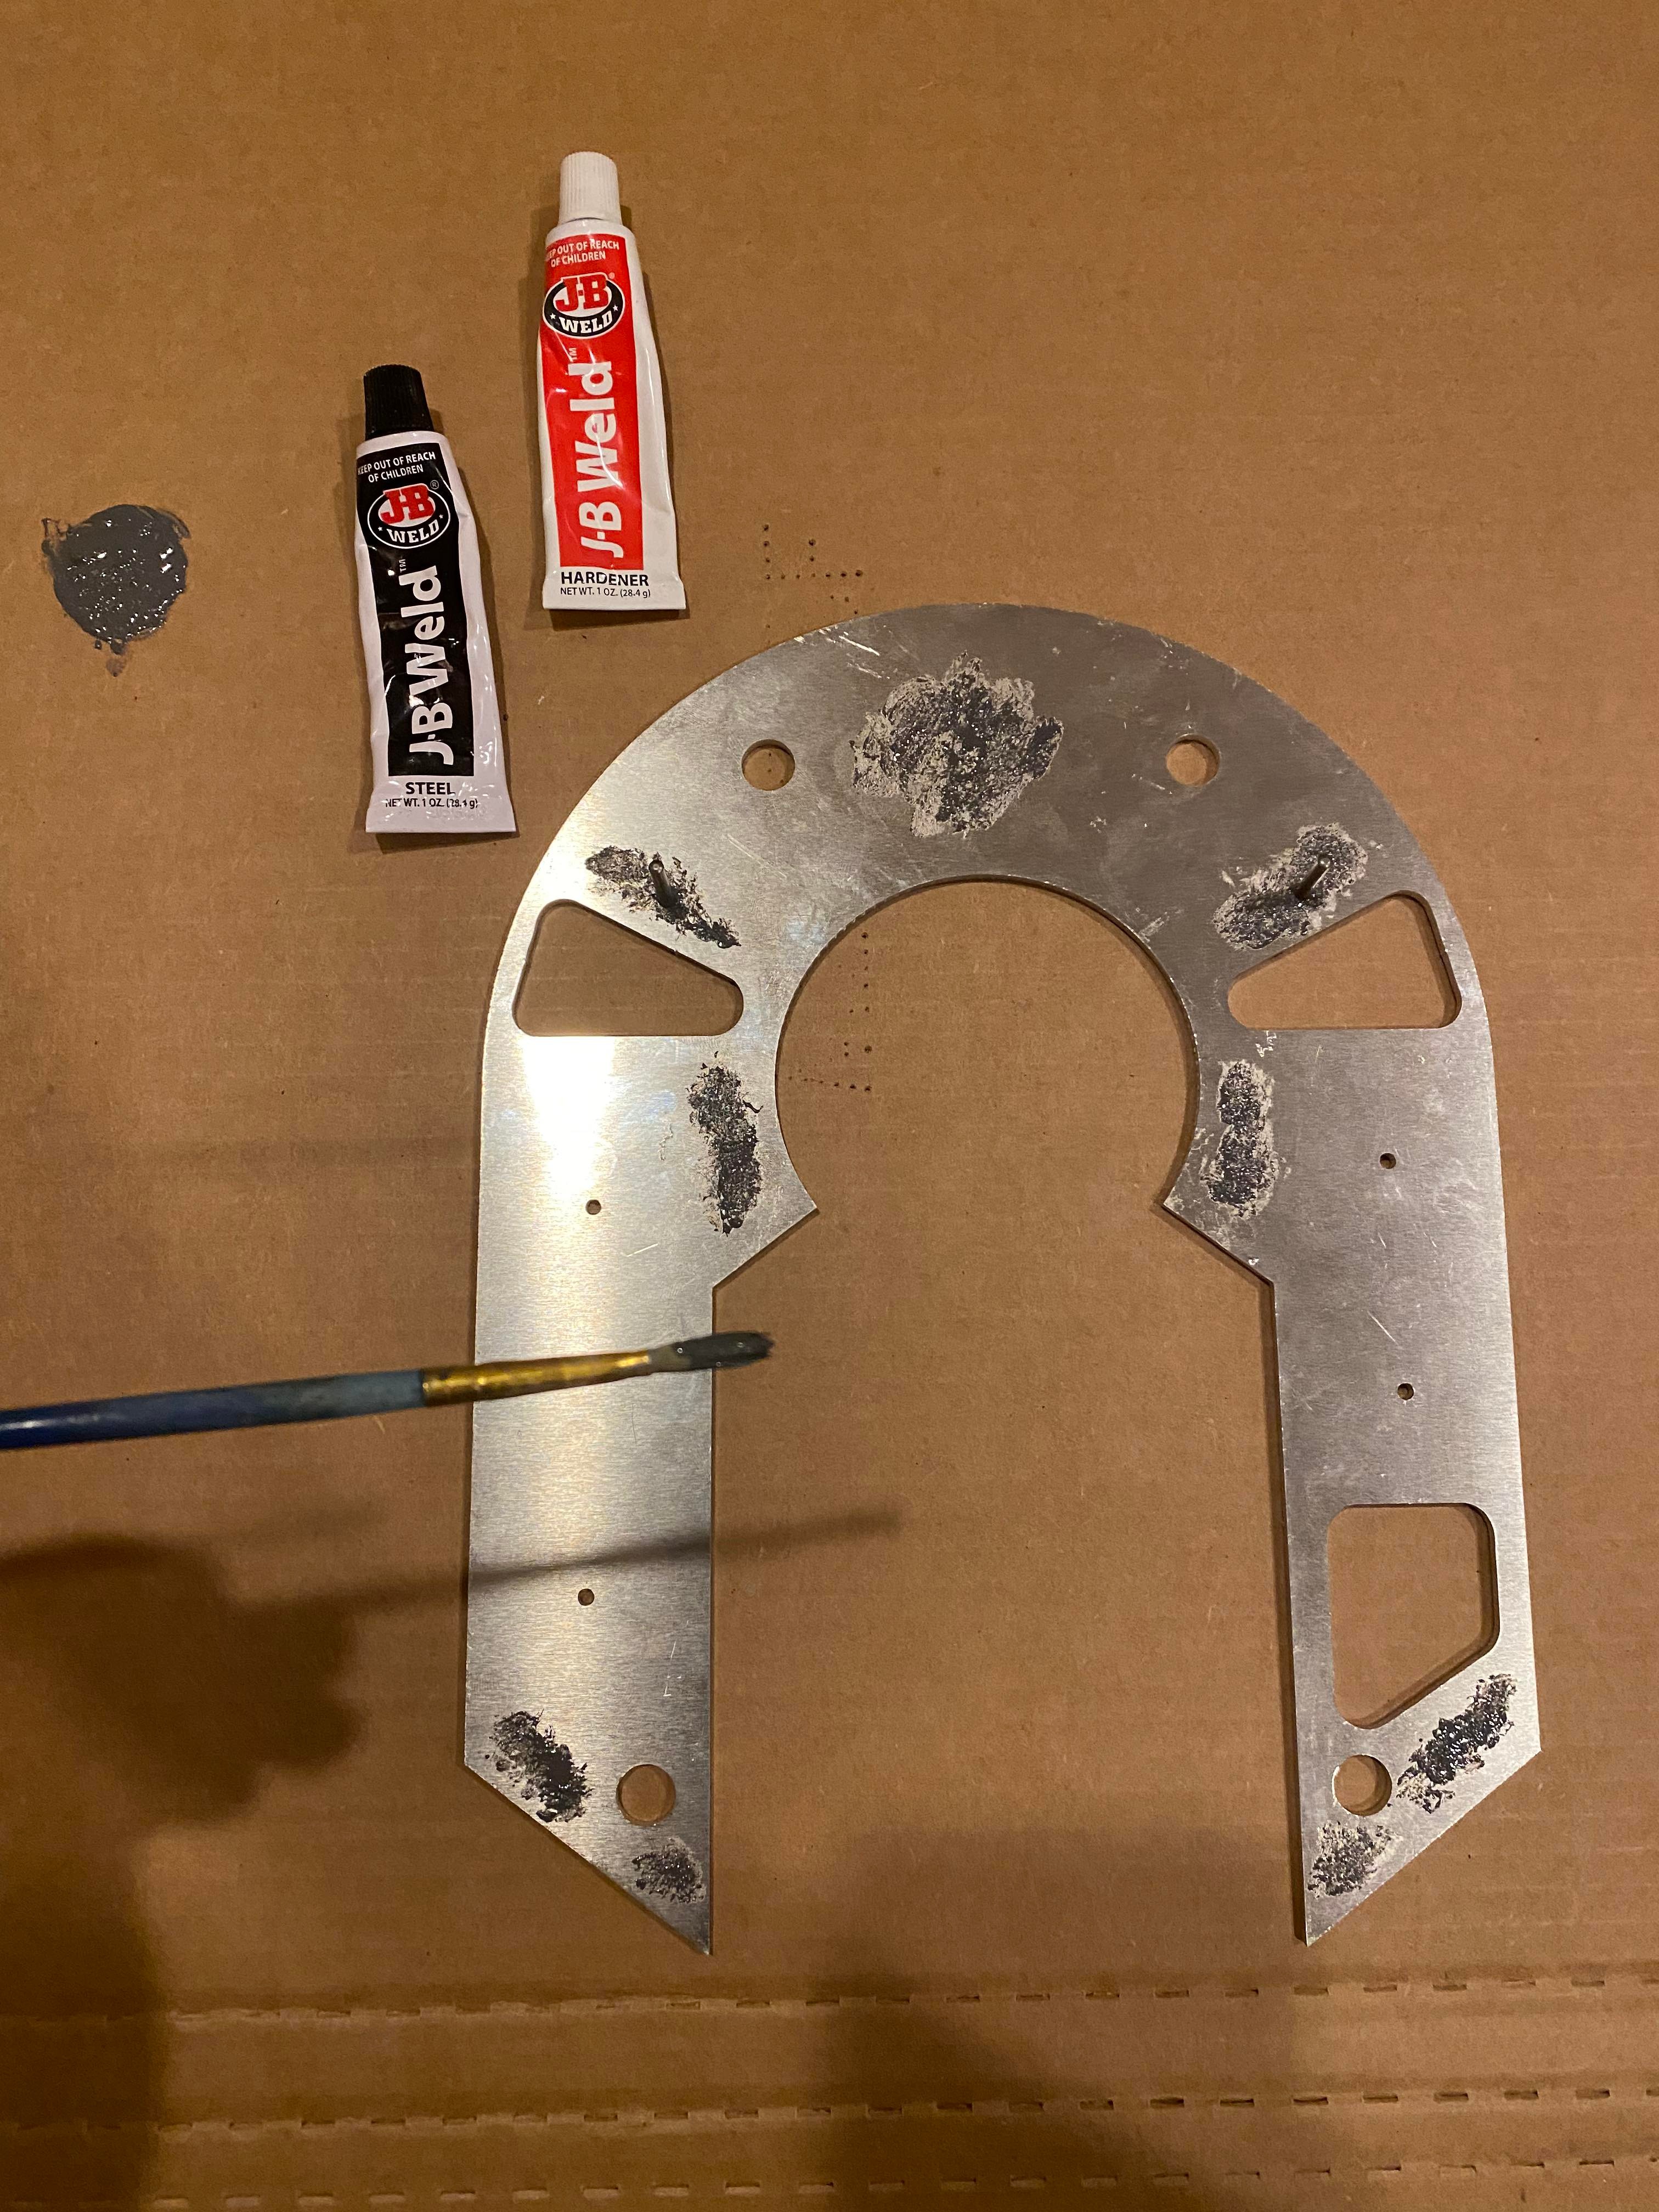 KEEP OUT OF REACH
OF CHILDREN
J-B
WELD
J-B Weld™
STEEL
NET WT. 1 OZ. (28.4 g)
KEEP OUT OF REACH
OF CHILDREN
J-B
WELD
J-B Weld™
HARDENER
NET WT. 1 OZ. (28.4 g)